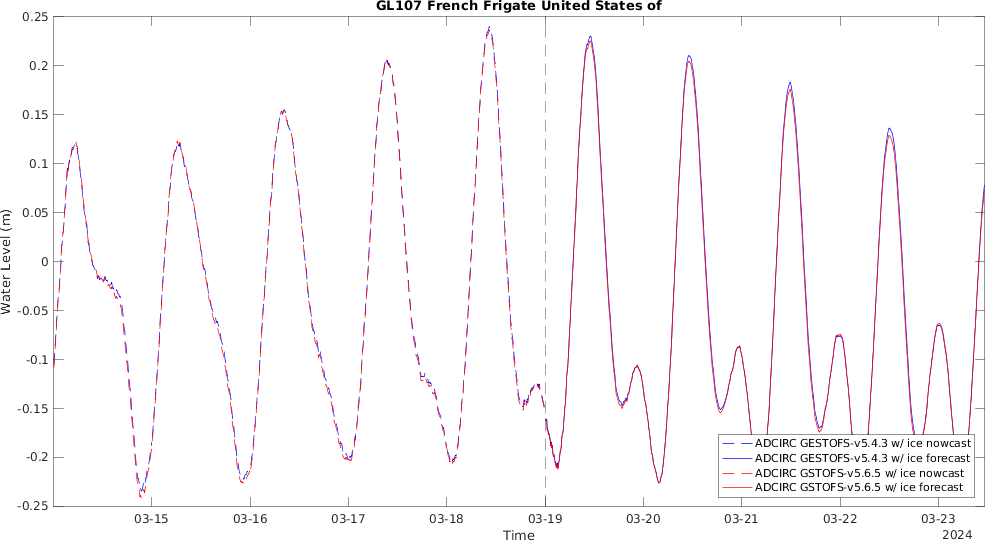 GL107 French Frigate United States of
0.25
0.2
0.15
0.1
0.05
0
-0.05
-0.1
-0.15
-0.2
-0.25
Water Level (m)
ADCIRC GESTOFS-v5.4.3 w/ ice nowcast
ADCIRC GESTOFS-v5.4.3 w/ ice forecast
ADCIRC GSTOFS-v5.6.5 w/ ice nowcast
ADCIRC GSTOFS-v5.6.5 w/ ice forecast
03-15 03-16 03-17 03-18 03-19 03-20 03-21 03-22 03-23
Time
2024